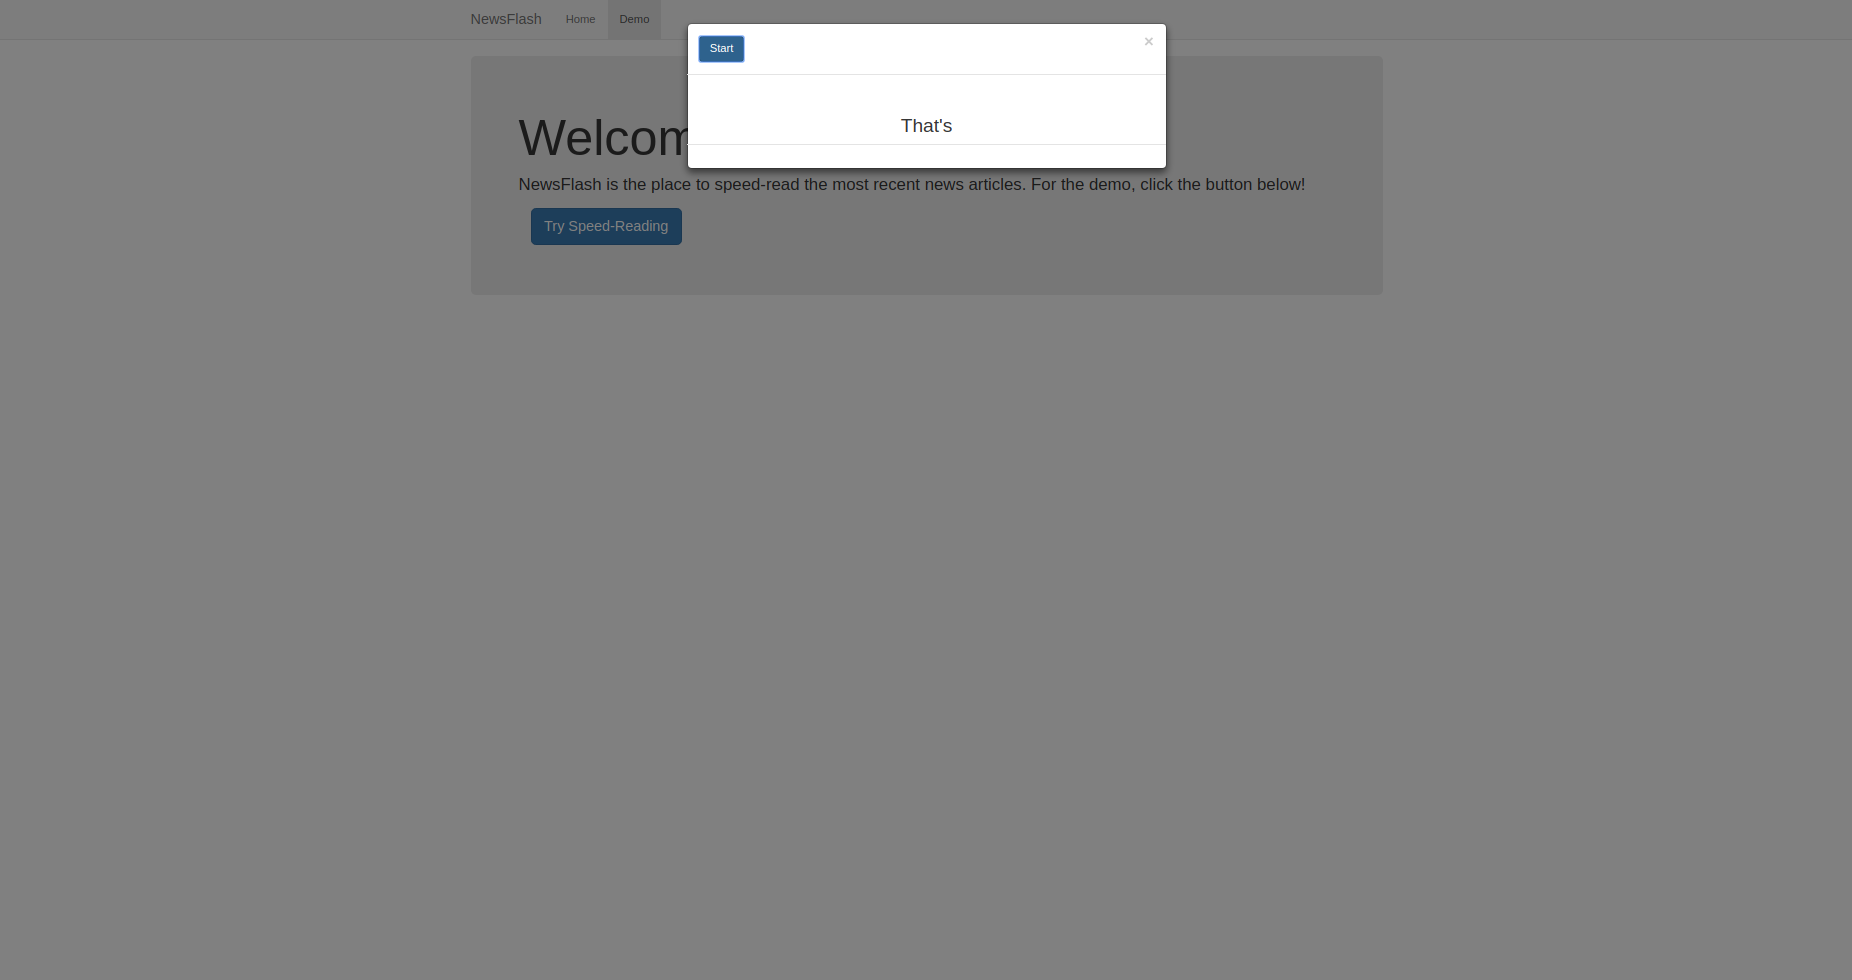 NewsFlash Home Demo
Start ×
That's
Welcom
NewsFlash is the place to speed-read the most recent news articles. For the demo, click the button below!
Try Speed-Reading